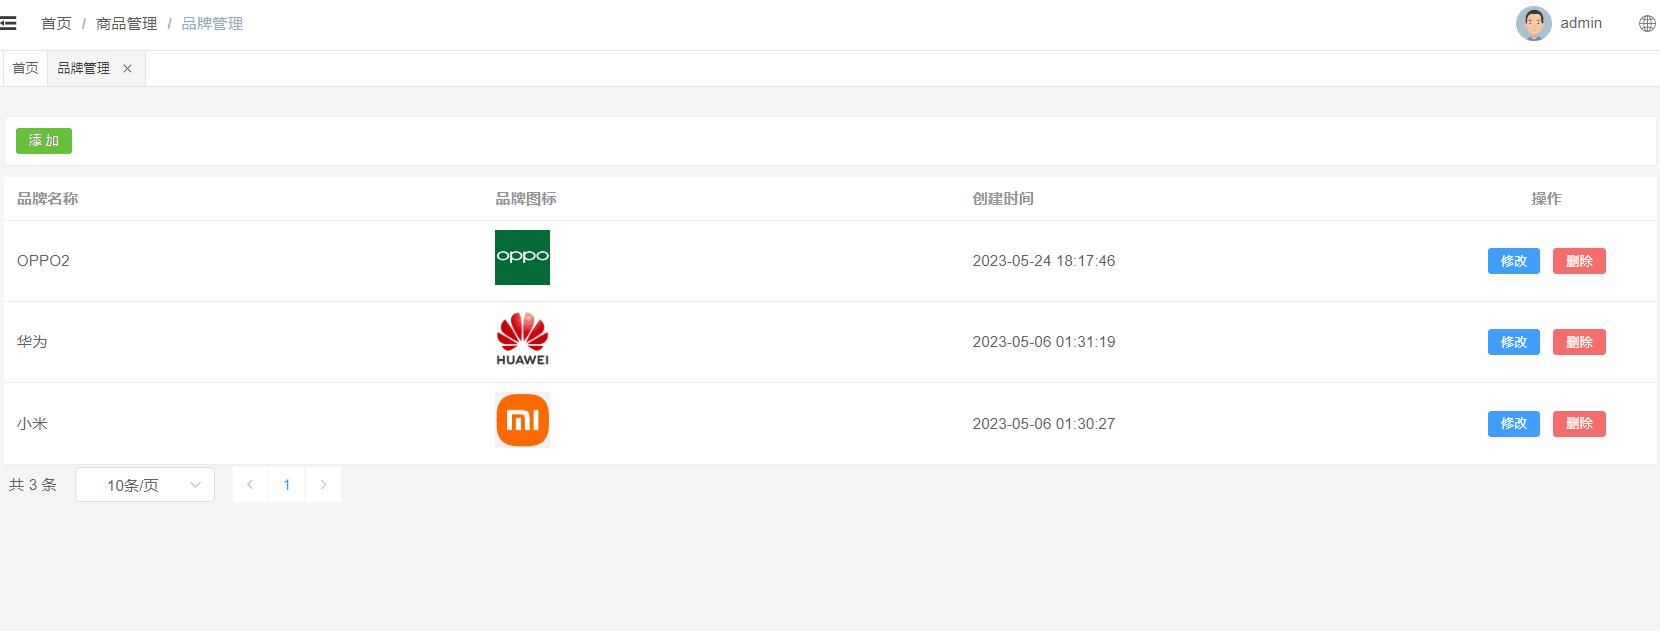 首页 / 商品管理 / 品牌管理 admin
首页 品牌管理 ×
添 加
品牌名称 品牌图标 创建时间 操作
OPPO2 oppo 2023-05-24 18:17:46 修改 删除
华为 HUAWEI 2023-05-06 01:31:19 修改 删除
小米 mi 2023-05-06 01:30:27 修改 删除
共 3 条 10条/页 < 1 >